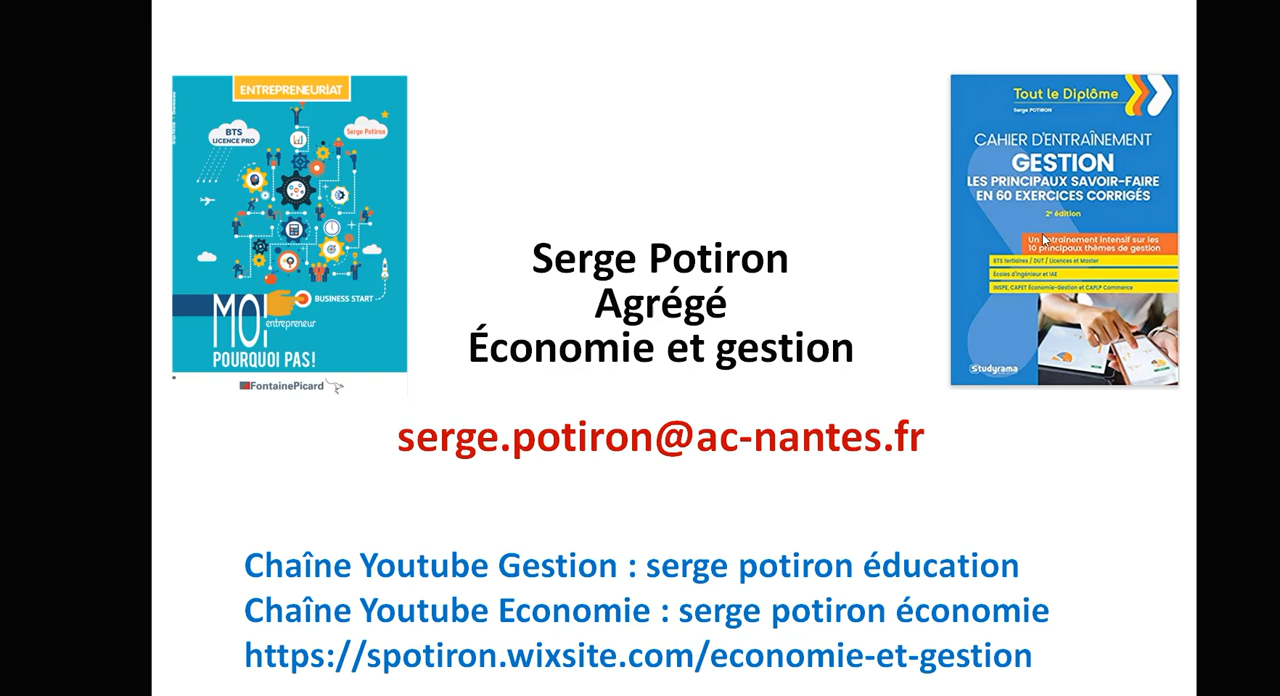 ENTREPRENEURIAT
BTS
LICENCE PRO
Serge Potiron
BUSINESS START
MOI
entrepreneur
POURQUOI PAS!
FontainePicard
Serge Potiron
Agrégé
Économie et gestion
serge.potiron@ac-nantes.fr
Tout le Diplôme
Serge POTIRON
CAHIER D'ENTRAÎNEMENT
GESTION
LES PRINCIPAUX SAVOIR-FAIRE
EN 60 EXERCICES CORRIGÉS
2e édition
Un entraînement intensif sur les
10 principaux thèmes de gestion
BTS tertiaires / DUT / Licences et Master
Écoles d'ingénieur et IAE
INSPE, CAPET Économie-Gestion et CAPLP Commerce
Studyrama
Chaîne Youtube Gestion : serge potiron éducation
Chaîne Youtube Economie : serge potiron économie
https://spotiron.wixsite.com/economie-et-gestion